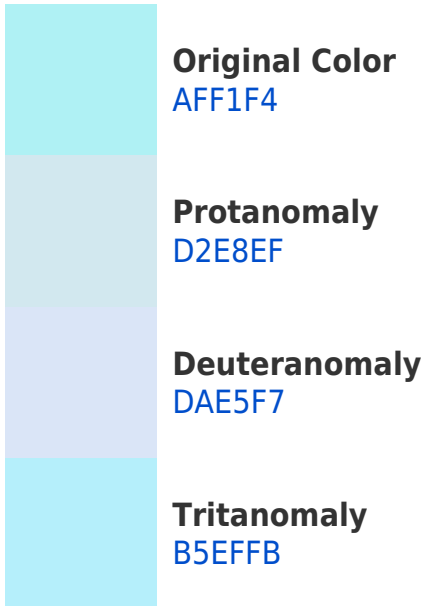 Original Color
AFF1F4
Protanomaly
D2E8EF
Deuteranomaly
DAE5F7
Tritanomaly
B5EFFB